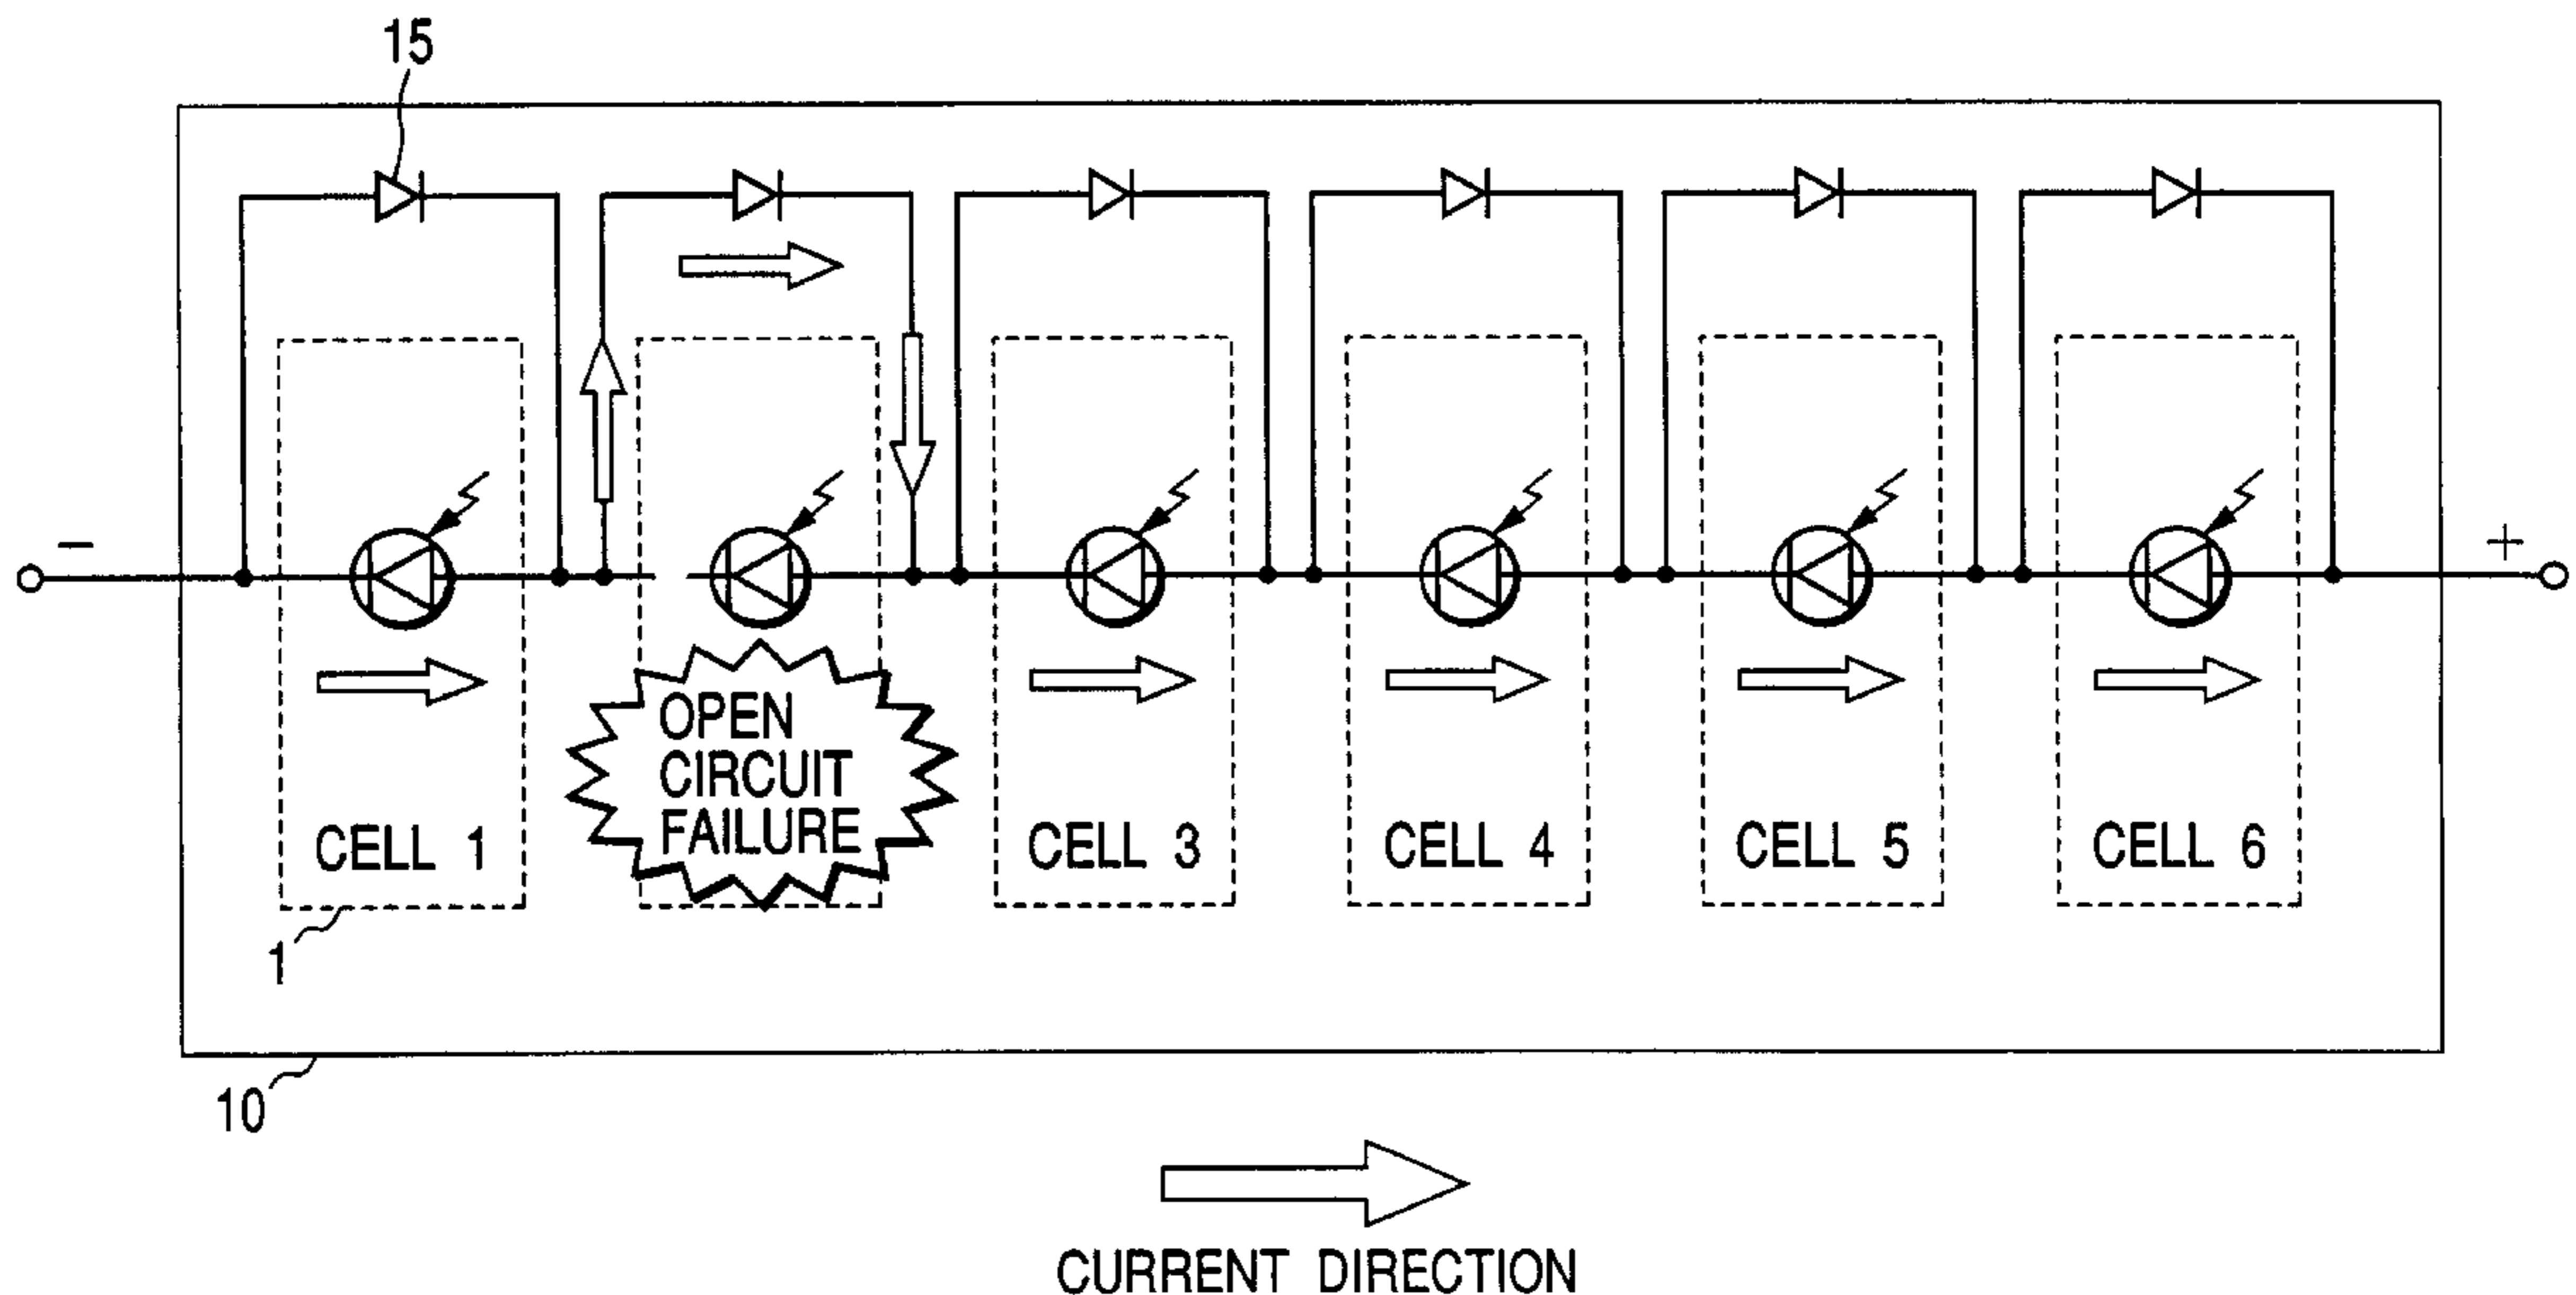 15
−
+
OPEN
CIRCUIT
FAILURE
CELL 1
CELL 3
CELL 4
CELL 5
CELL 6
1
10
CURRENT DIRECTION